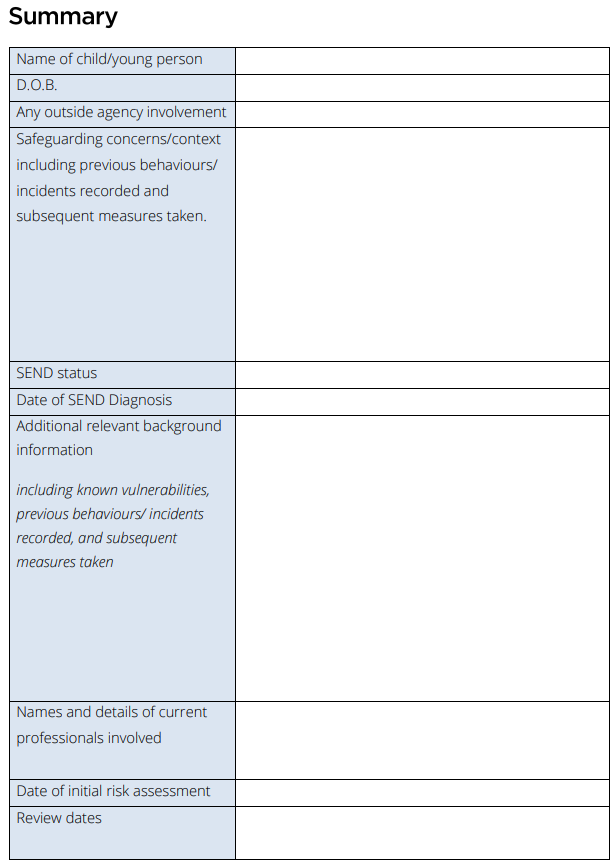 Summary
Name of child/young person
D.O.B.
Any outside agency involvement
Safeguarding concerns/context
including previous behaviours/
incidents recorded and
subsequent measures taken.
SEND status
Date of SEND Diagnosis
Additional relevant background
information
including known vulnerabilities,
previous behaviours/ incidents
recorded, and subsequent
measures taken
Names and details of current
professionals involved
Date of initial risk assessment
Review dates